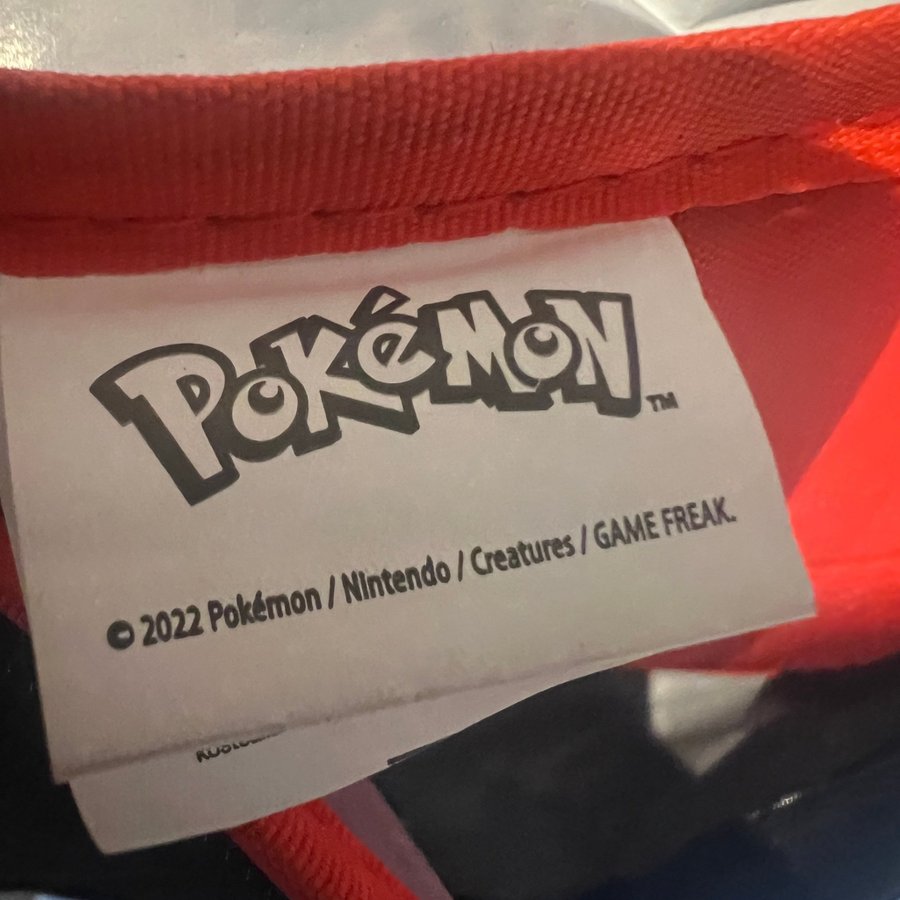 POKéMON™
© 2022 Pokémon / Nintendo / Creatures / GAME FREAK.